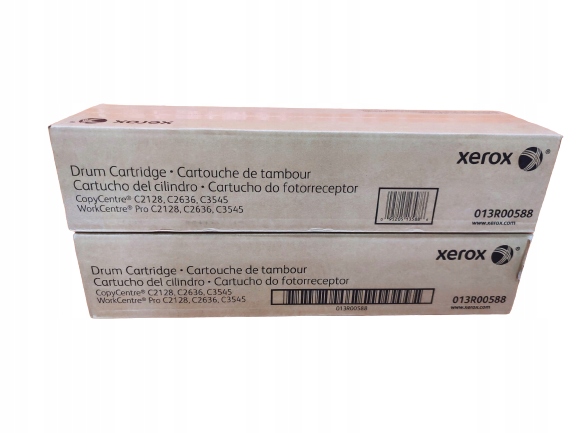 xerox
Drum Cartridge • Cartouche de tambour
Cartucho del cilindro • Cartucho do fotorreceptor
CopyCentre® C2128, C2636, C3545
WorkCentre® Pro C2128, C2636, C3545
xerox ®
013R00588
www.xerox.com
Drum Cartridge • Cartouche de tambour
Cartucho del cilindro • Cartucho do fotorreceptor
CopyCentre® C2128, C2636, C3545
WorkCentre® Pro C2128, C2636, C3545
013R00588
xerox ®
013R00588
www.xerox.com